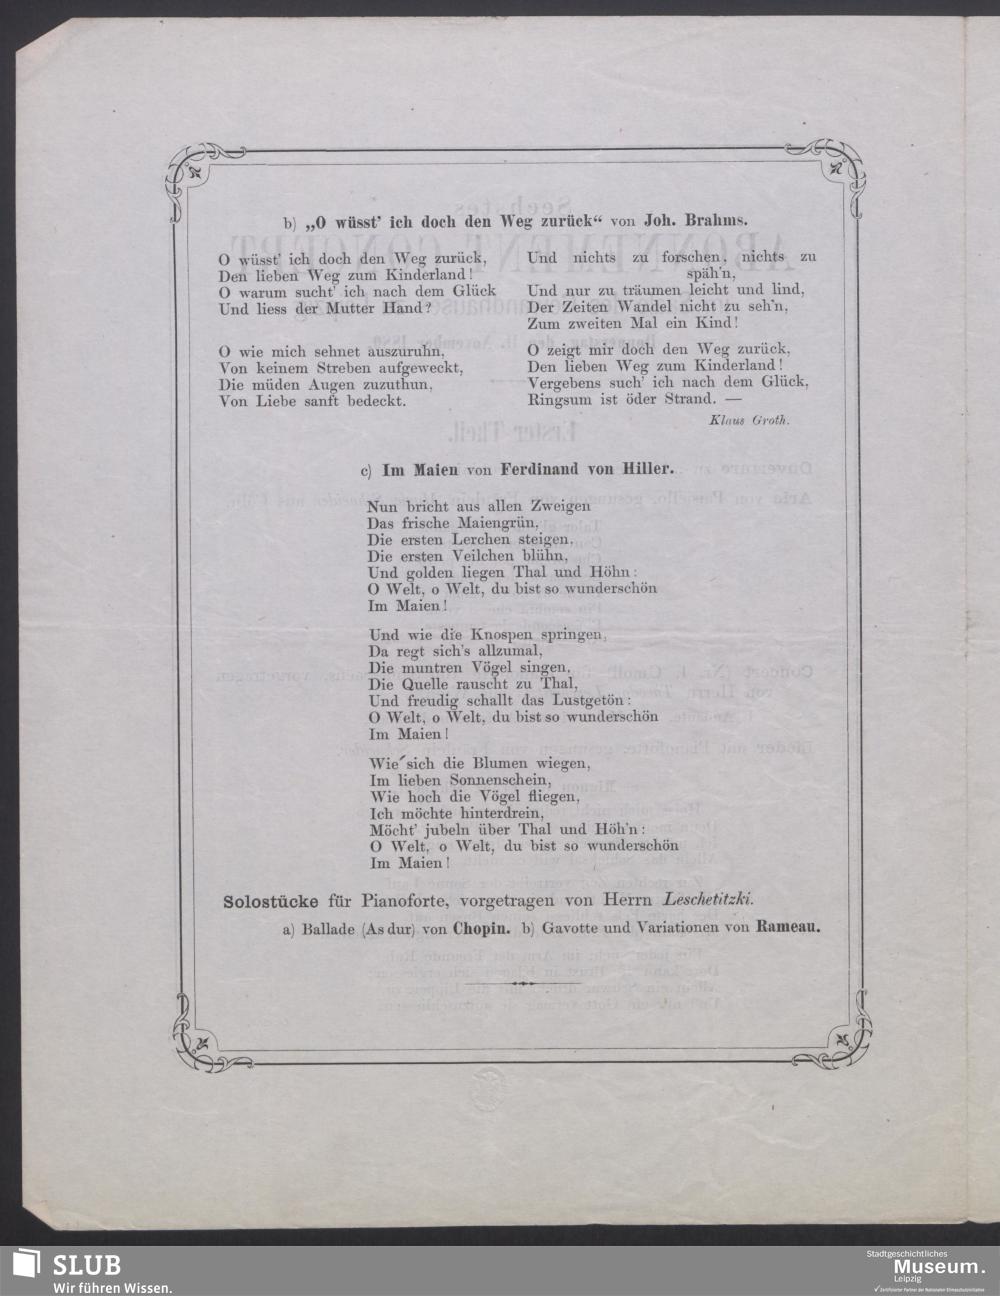 b) „O wüsst' ich doch den Weg zurück“ von Joh. Brahms.
O wüsst' ich doch den Weg zurück,
Den lieben Weg zum Kinderland!
O warum sucht' ich nach dem Glück
Und liess der Mutter Hand?
O wie mich sehnet auszuruhn,
Von keinem Streben aufgeweckt,
Die müden Augen zuzuthun,
Von Liebe sanft bedeckt.
Und nichts zu forschen, nichts zu
späh'n,
Und nur zu träumen leicht und lind,
Der Zeiten Wandel nicht zu seh'n,
Zum zweiten Mal ein Kind!
O zeigt mir doch den Weg zurück,
Den lieben Weg zum Kinderland!
Vergebens such' ich nach dem Glück,
Ringsum ist öder Strand. —
Klaus Groth.
c) Im Maien von Ferdinand von Hiller.
Nun bricht aus allen Zweigen
Das frische Maiengrün,
Die ersten Lerchen steigen,
Die ersten Veilchen blühn,
Und golden liegen Thal und Höhn:
O Welt, o Welt, du bist so wunderschön
Im Maien!
Und wie die Knospen springen,
Da regt sich's allzumal,
Die muntren Vögel singen,
Die Quelle rauscht zu Thal,
Und freudig schallt das Lustgetön:
O Welt, o Welt, du bist so wunderschön
Im Maien!
Wie sich die Blumen wiegen,
Im lieben Sonnenschein,
Wie hoch die Vögel fliegen,
Ich möchte hinterdrein,
Möcht' jubeln über Thal und Höh'n:
O Welt, o Welt, du bist so wunderschön
Im Maien!
Solostücke für Pianoforte, vorgetragen von Herrn Leschetitzki.
a) Ballade (As dur) von Chopin. b) Gavotte und Variationen von Rameau.
SLUB
Wir führen Wissen.
Stadtgeschichtliches
Museum.
Leipzig
Zertifizierter Partner der Nationalen Klimaschutzinitiative